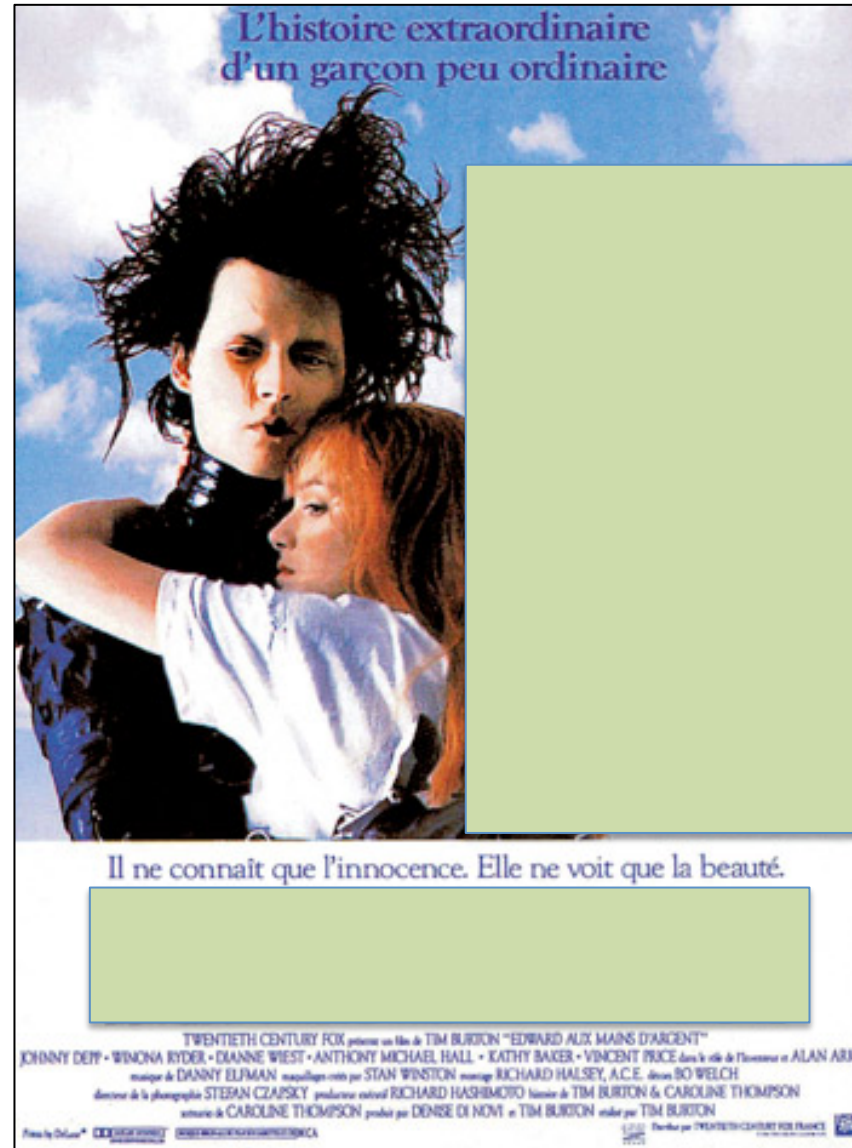 L'histoire extraordinaire
d'un garçon peu ordinaire
Il ne connaît que l'innocence. Elle ne voit que la beauté.
TWENTIETH CENTURY FOX présente un film de TIM BURTON "EDWARD AUX MAINS D'ARGENT"
JOHNNY DEPP • WINONA RYDER • DIANNE WIEST • ANTHONY MICHAEL HALL • KATHY BAKER • VINCENT PRICE dans le rôle de l'Inventeur et ALAN AR
musique de DANNY ELFMAN maquillages créés par STAN WINSTON montage RICHARD HALSEY, A.C.E. décors BO WELCH
directeur de la photographie STEFAN CZAPSKY producteur exécutif RICHARD HASHIMOTO histoire de TIM BURTON & CAROLINE THOMPSON
scénario de CAROLINE THOMPSON produit par DENISE DI NOVI et TIM BURTON réalisé par TIM BURTON
Prints by DeLuxe® Distribué par TWENTIETH CENTURY FOX FRANCE